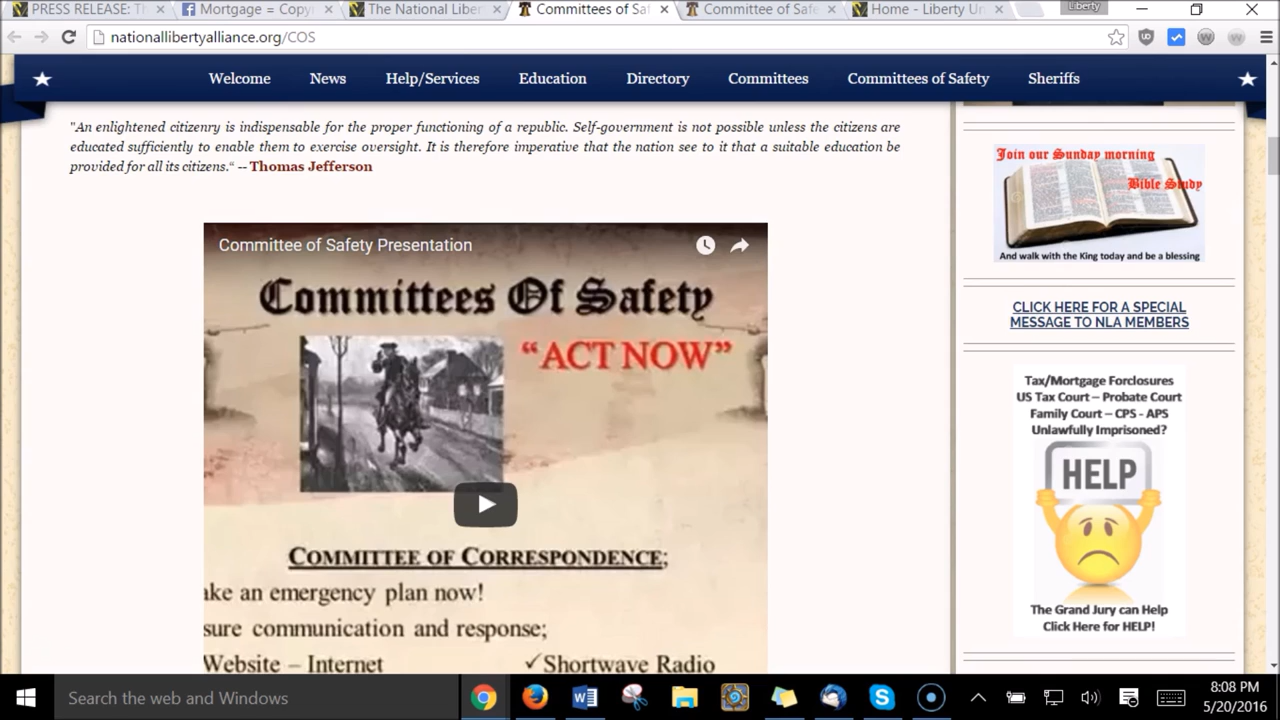 PRESS RELEASE: Th
Mortgage = Copy
The National Liber
Committees of Saf
Committee of Safe
Home - Liberty Un
Liberty
nationallibertyalliance.org/COS
Welcome
News
Help/Services
Education
Directory
Committees
Committees of Safety
Sheriffs
"An enlightened citizenry is indispensable for the proper functioning of a republic. Self-government is not possible unless the citizens are
educated sufficiently to enable them to exercise oversight. It is therefore imperative that the nation see to it that a suitable education be
provided for all its citizens.“ -- Thomas Jefferson
Committee of Safety Presentation
Committees Of Safety
“ACT NOW”
COMMITTEE OF CORRESPONDENCE;
ake an emergency plan now!
sure communication and response;
Website – Internet
✓Shortwave Radio
Join our Sunday morning
Bible Study
And walk with the King today and be a blessing
CLICK HERE FOR A SPECIAL
MESSAGE TO NLA MEMBERS
Tax/Mortgage Forclosures
US Tax Court – Probate Court
Family Court – CPS - APS
Unlawfully Imprisoned?
HELP
The Grand Jury can Help
Click Here for HELP!
Search the web and Windows
8:08 PM
5/20/2016